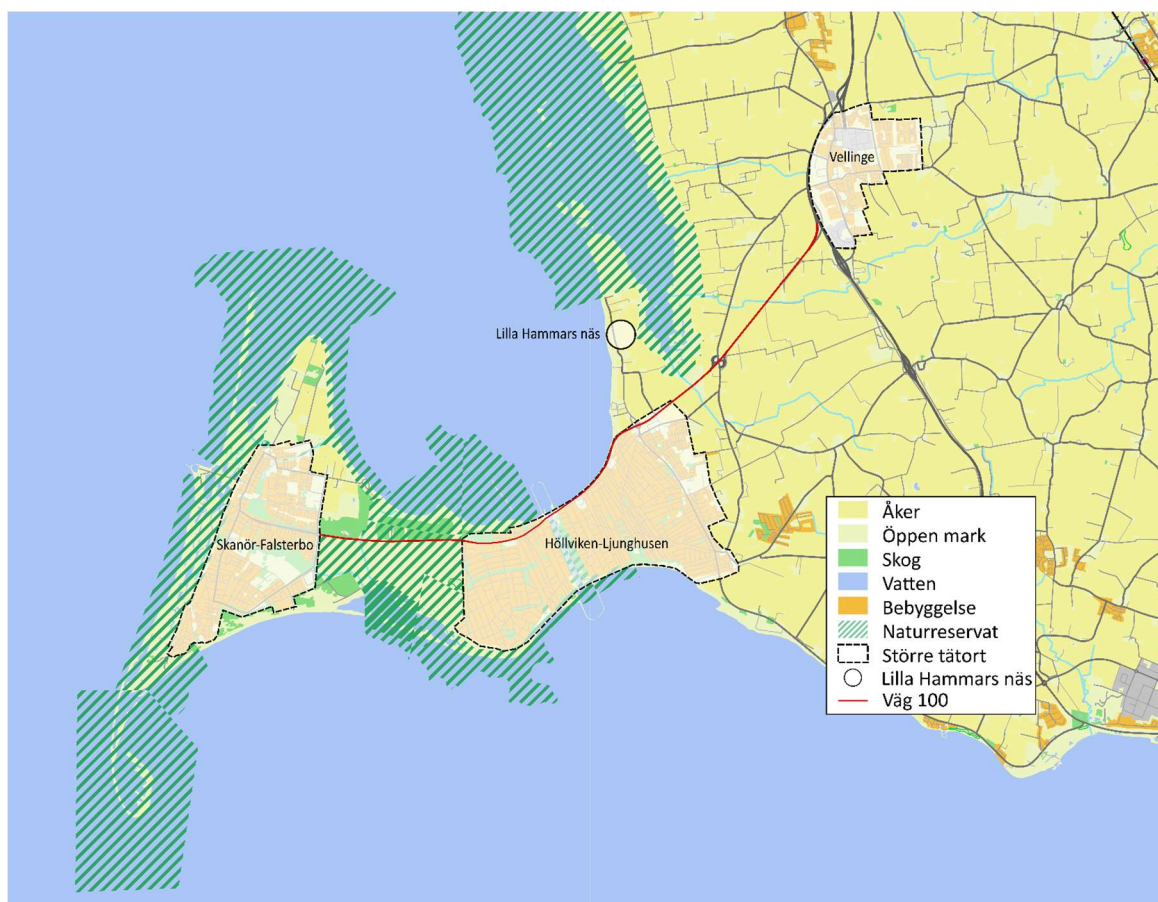 Vellinge
Lilla Hammars näs
Skanör-Falsterbo
Höllviken-Ljunghusen
Åker
Öppen mark
Skog
Vatten
Bebyggelse
Naturreservat
Större tätort
Lilla Hammars näs
Väg 100